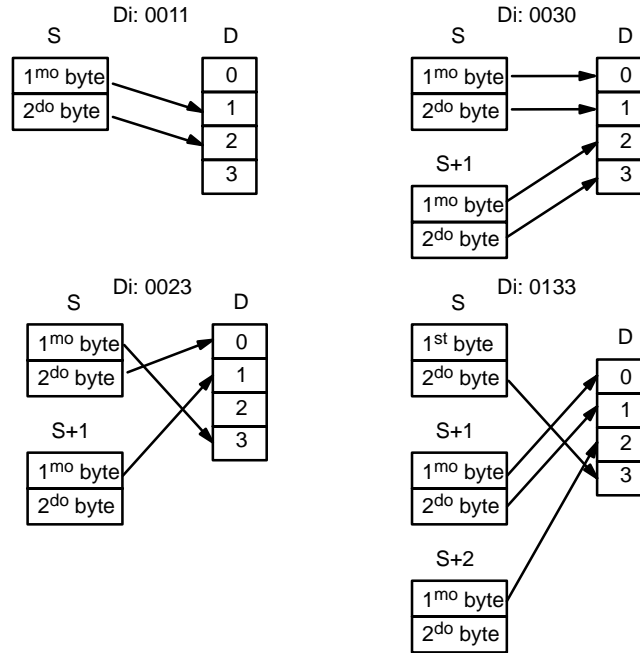 Di: 0011
S
D
1mo byte
2do byte
0
1
2
3
Di: 0030
S
D
1mo byte
2do byte
S+1
1mo byte
2do byte
0
1
2
3
Di: 0023
S
D
1mo byte
2do byte
S+1
1mo byte
2do byte
0
1
2
3
Di: 0133
S
D
1st byte
2do byte
S+1
1mo byte
2do byte
S+2
1mo byte
2do byte
0
1
2
3